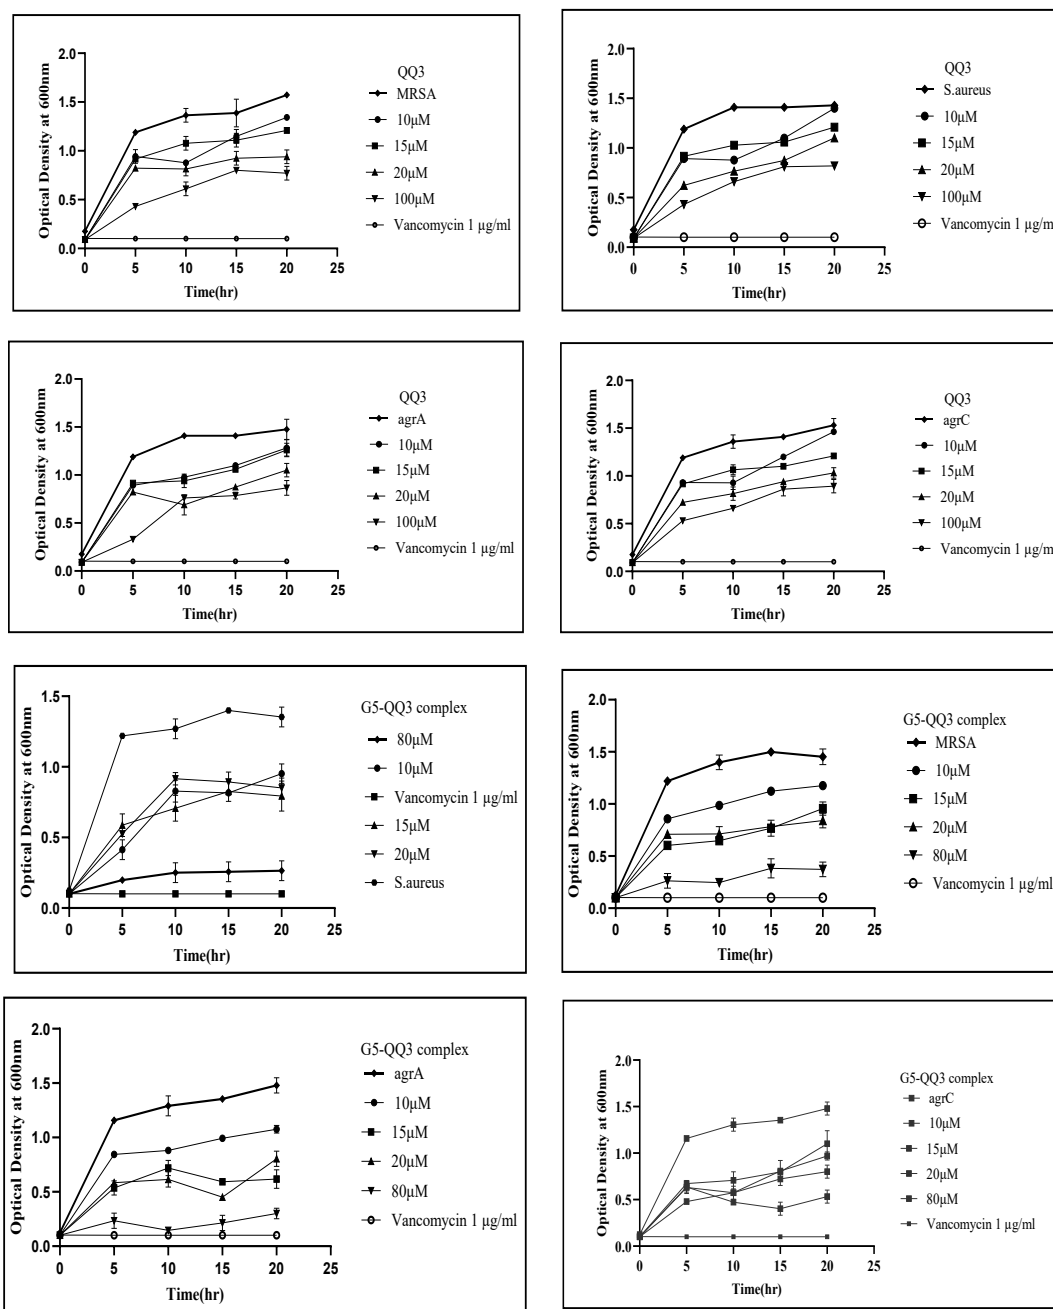 Optical Density at 600nm
2.0
1.5
1.0
0.5
0.0
0 5 10 15 20 25
Time(hr)
QQ3
MRSA
10µM
15µM
20µM
100µM
Vancomycin 1 µg/ml
Optical Density at 600nm
2.0
1.5
1.0
0.5
0.0
0 5 10 15 20 25
Time(hr)
QQ3
S.aureus
10µM
15µM
20µM
100µM
Vancomycin 1 µg/ml
Optical Density at 600nm
2.0
1.5
1.0
0.5
0.0
0 5 10 15 20 25
Time(hr)
QQ3
agrA
10µM
15µM
20µM
100µM
Vancomycin 1 µg/ml
Optical Density at 600nm
2.0
1.5
1.0
0.5
0.0
0 5 10 15 20 25
Time(hr)
QQ3
agrC
10µM
15µM
20µM
100µM
Vancomycin 1 µg/ml
Optical Density at 600nm
1.5
1.0
0.5
0.0
0 5 10 15 20 25
Time(hr)
G5-QQ3 complex
80µM
10µM
Vancomycin 1 µg/ml
15µM
20µM
S.aureus
Optical Density at 600nm
2.0
1.5
1.0
0.5
0.0
0 5 10 15 20 25
Time(hr)
G5-QQ3 complex
MRSA
10µM
15µM
20µM
80µM
Vancomycin 1 µg/ml
Optical Density at 600nm
2.0
1.5
1.0
0.5
0.0
0 5 10 15 20 25
Time(hr)
G5-QQ3 complex
agrA
10µM
15µM
20µM
80µM
Vancomycin 1 µg/ml
Optical Density at 600nm
2.0
1.5
1.0
0.5
0.0
0 5 10 15 20 25
Time(hr)
G5-QQ3 complex
agrC
10µM
15µM
20µM
80µM
Vancomycin 1 µg/ml